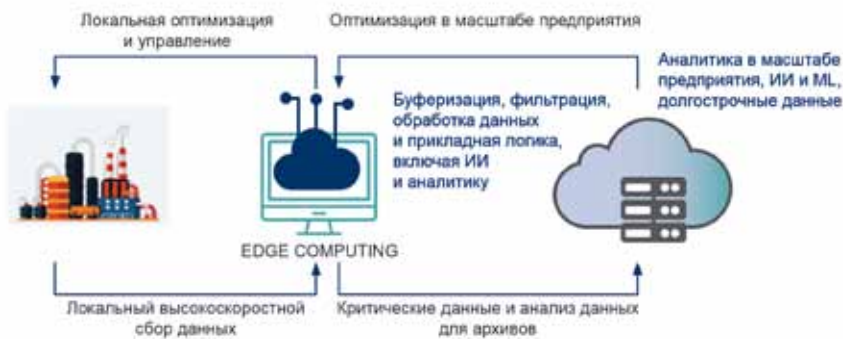 Локальная оптимизация
и управление
Оптимизация в масштабе предприятия
Аналитика в масштабе
предприятия, ИИ и ML,
долгострочные данные
Буферизация, фильтрация,
обработка данных
и прикладная логика,
включая ИИ
и аналитику
EDGE COMPUTING
Локальный высокоскоростной
сбор данных
Критические данные и анализ данных
для архивов